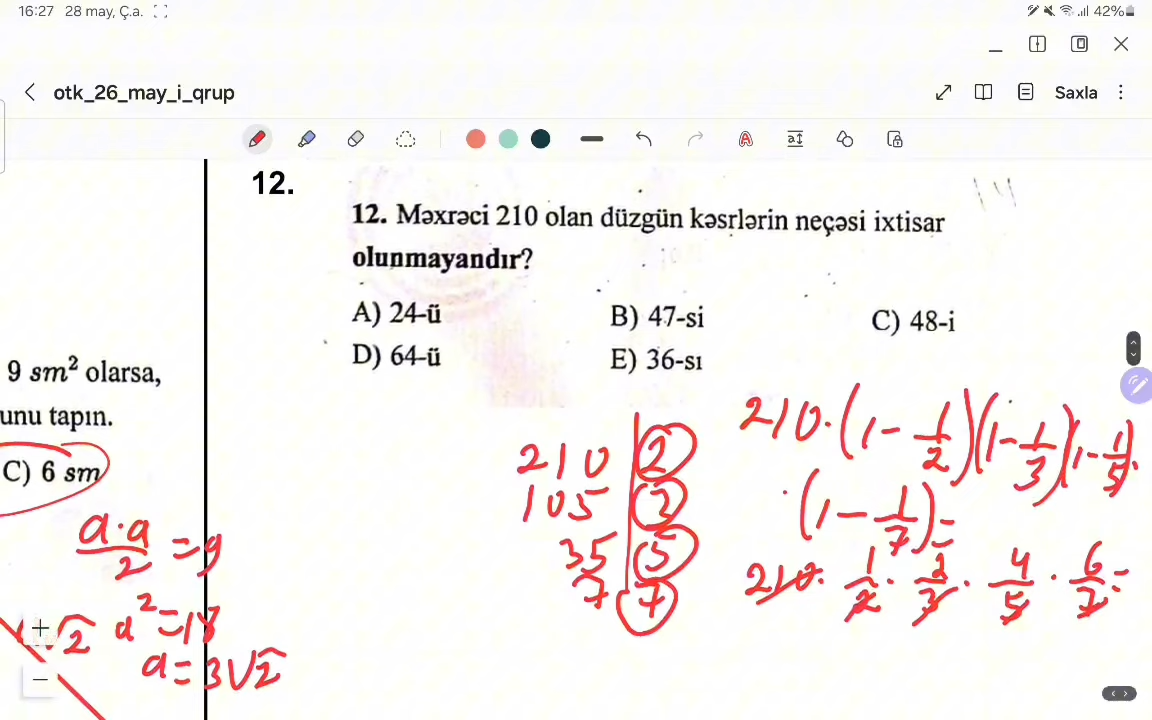 16:27 28 may, Ç.a. 42%
otk_26_may_i_qrup
Saxla
12.
14
12. Məxrəci 210 olan düzgün kəsrlərin neçəsi ixtisar
olunmayandır?
A) 24-ü B) 47-si C) 48-i
D) 64-ü E) 36-sı
9 sm² olarsa,
unu tapın.
C) 6 sm
a·a/2 = 9
a² = 18
a = 3√2
√2
210 | 2
105 | 3
35 | 5
7 | 7
210·(1 - 1/2)(1 - 1/3)(1 - 1/5)·
·(1 - 1/7) =
210 · 1/2 · 2/3 · 4/5 · 6/7 =